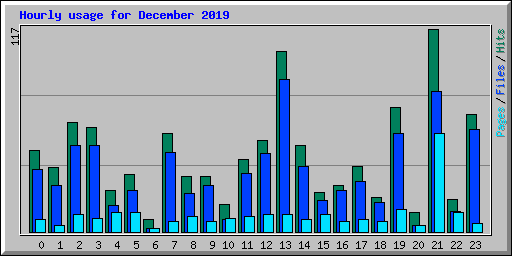 Hourly usage for December 2019
117
Pages/Files/Hits
0 1 2 3 4 5 6 7 8 9 10 11 12 13 14 15 16 17 18 19 20 21 22 23